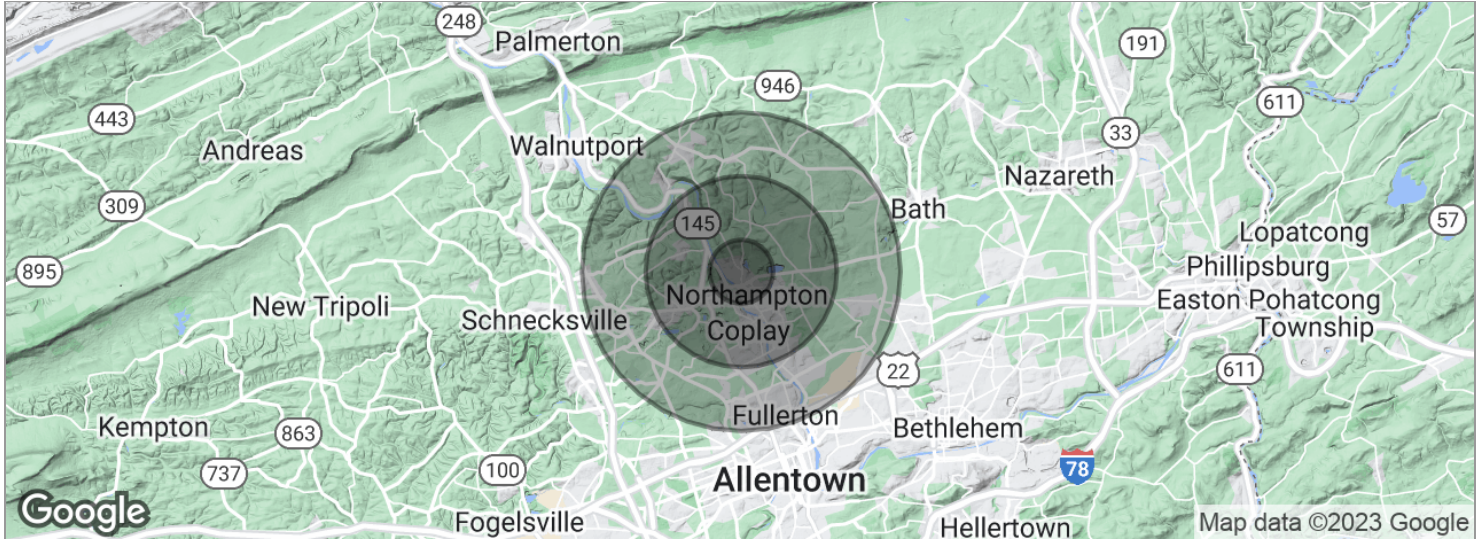 248
Palmerton
191
946
611
443
33
Andreas
Walnutport
Nazareth
309
Bath
145
57
Lopatcong
895
Phillipsburg
New Tripoli
Northampton
Easton Pohatcong
Township
Schnecksville
Coplay
22
611
Fullerton
Kempton
863
Bethlehem
737
100
78
Allentown
Google
Fogelsville
Hellertown
Map data ©2023 Google